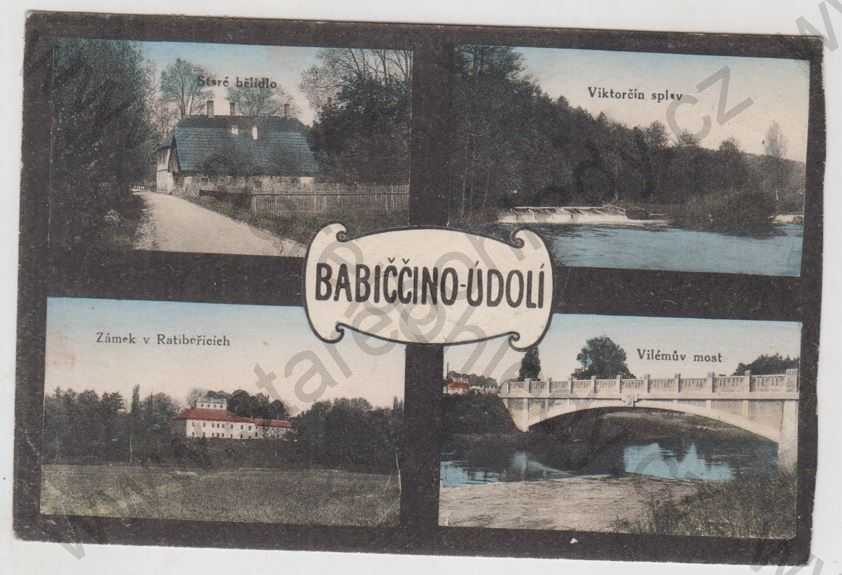 Staré bělidlo
Viktorčin splav
BABIČČINO-ÚDOLÍ
Zámek v Ratibořicích
Vilémův most